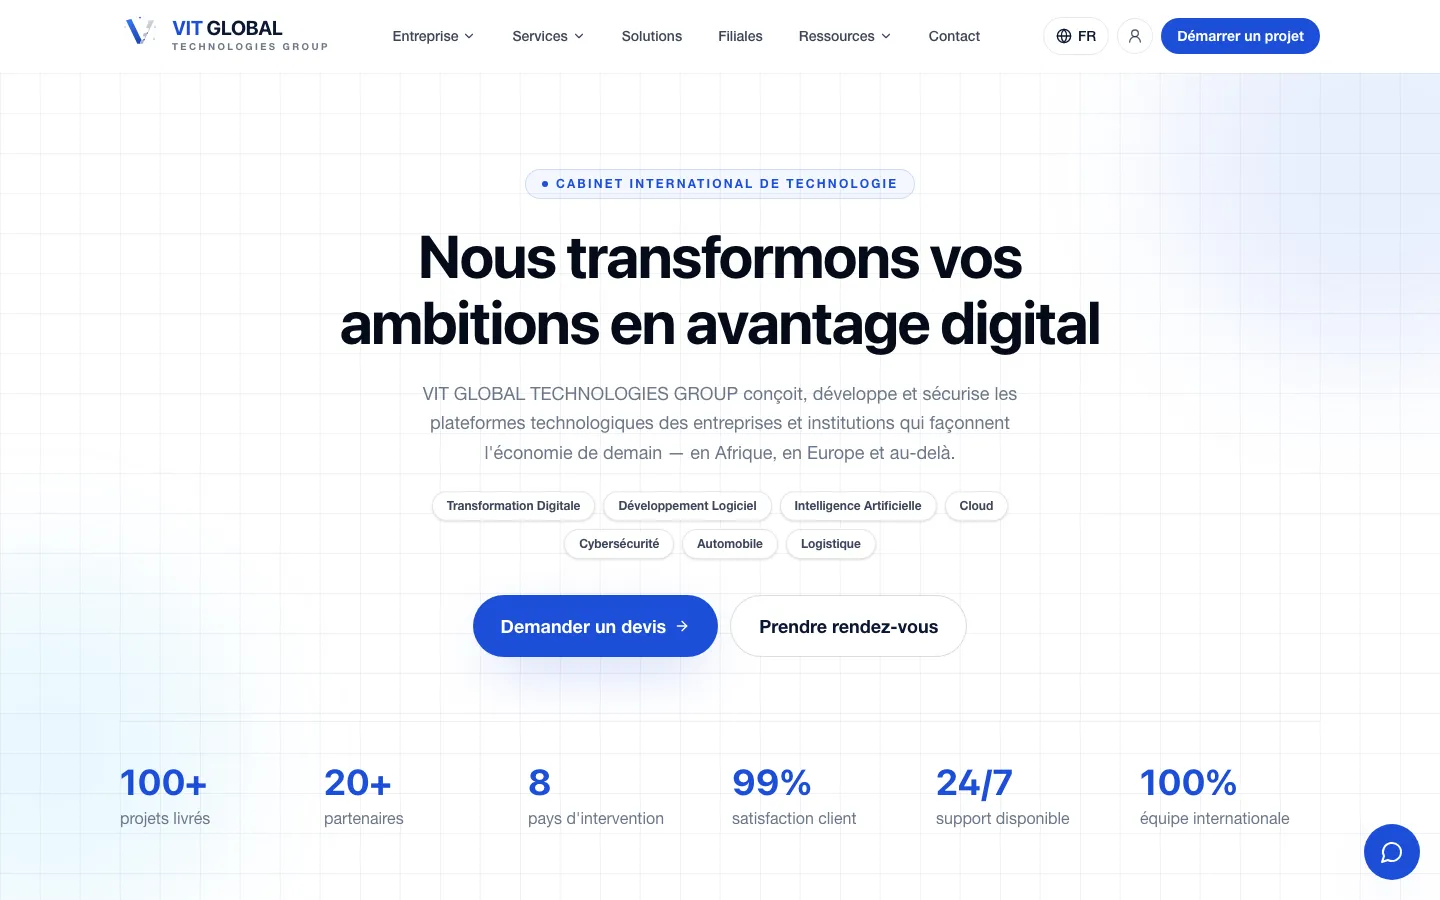 VIT GLOBAL
TECHNOLOGIES GROUP
Entreprise
Services
Solutions
Filiales
Ressources
Contact
FR
Démarrer un projet
CABINET INTERNATIONAL DE TECHNOLOGIE
Nous transformons vos
ambitions en avantage digital
VIT GLOBAL TECHNOLOGIES GROUP conçoit, développe et sécurise les
plateformes technologiques des entreprises et institutions qui façonnent
l'économie de demain — en Afrique, en Europe et au-delà.
Transformation Digitale
Développement Logiciel
Intelligence Artificielle
Cloud
Cybersécurité
Automobile
Logistique
Demander un devis
Prendre rendez-vous
100+
projets livrés
20+
partenaires
8
pays d'intervention
99%
satisfaction client
24/7
support disponible
100%
équipe internationale